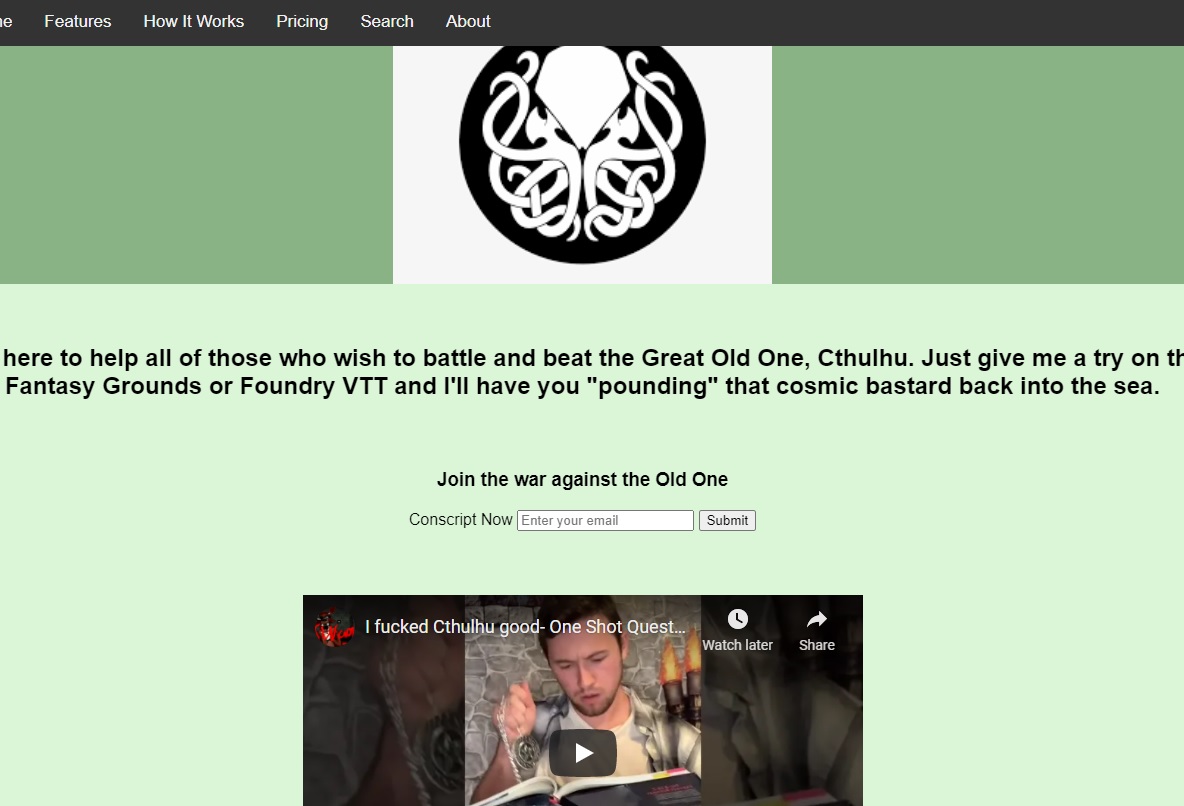 Features How It Works Pricing Search About
here to help all of those who wish to battle and beat the Great Old One, Cthulhu. Just give me a try on
Fantasy Grounds or Foundry VTT and I'll have you "pounding" that cosmic bastard back into the sea.
Join the war against the Old One
Conscript Now Enter your email Submit
I fucked Cthulhu good- One Shot Quest...
Watch later Share